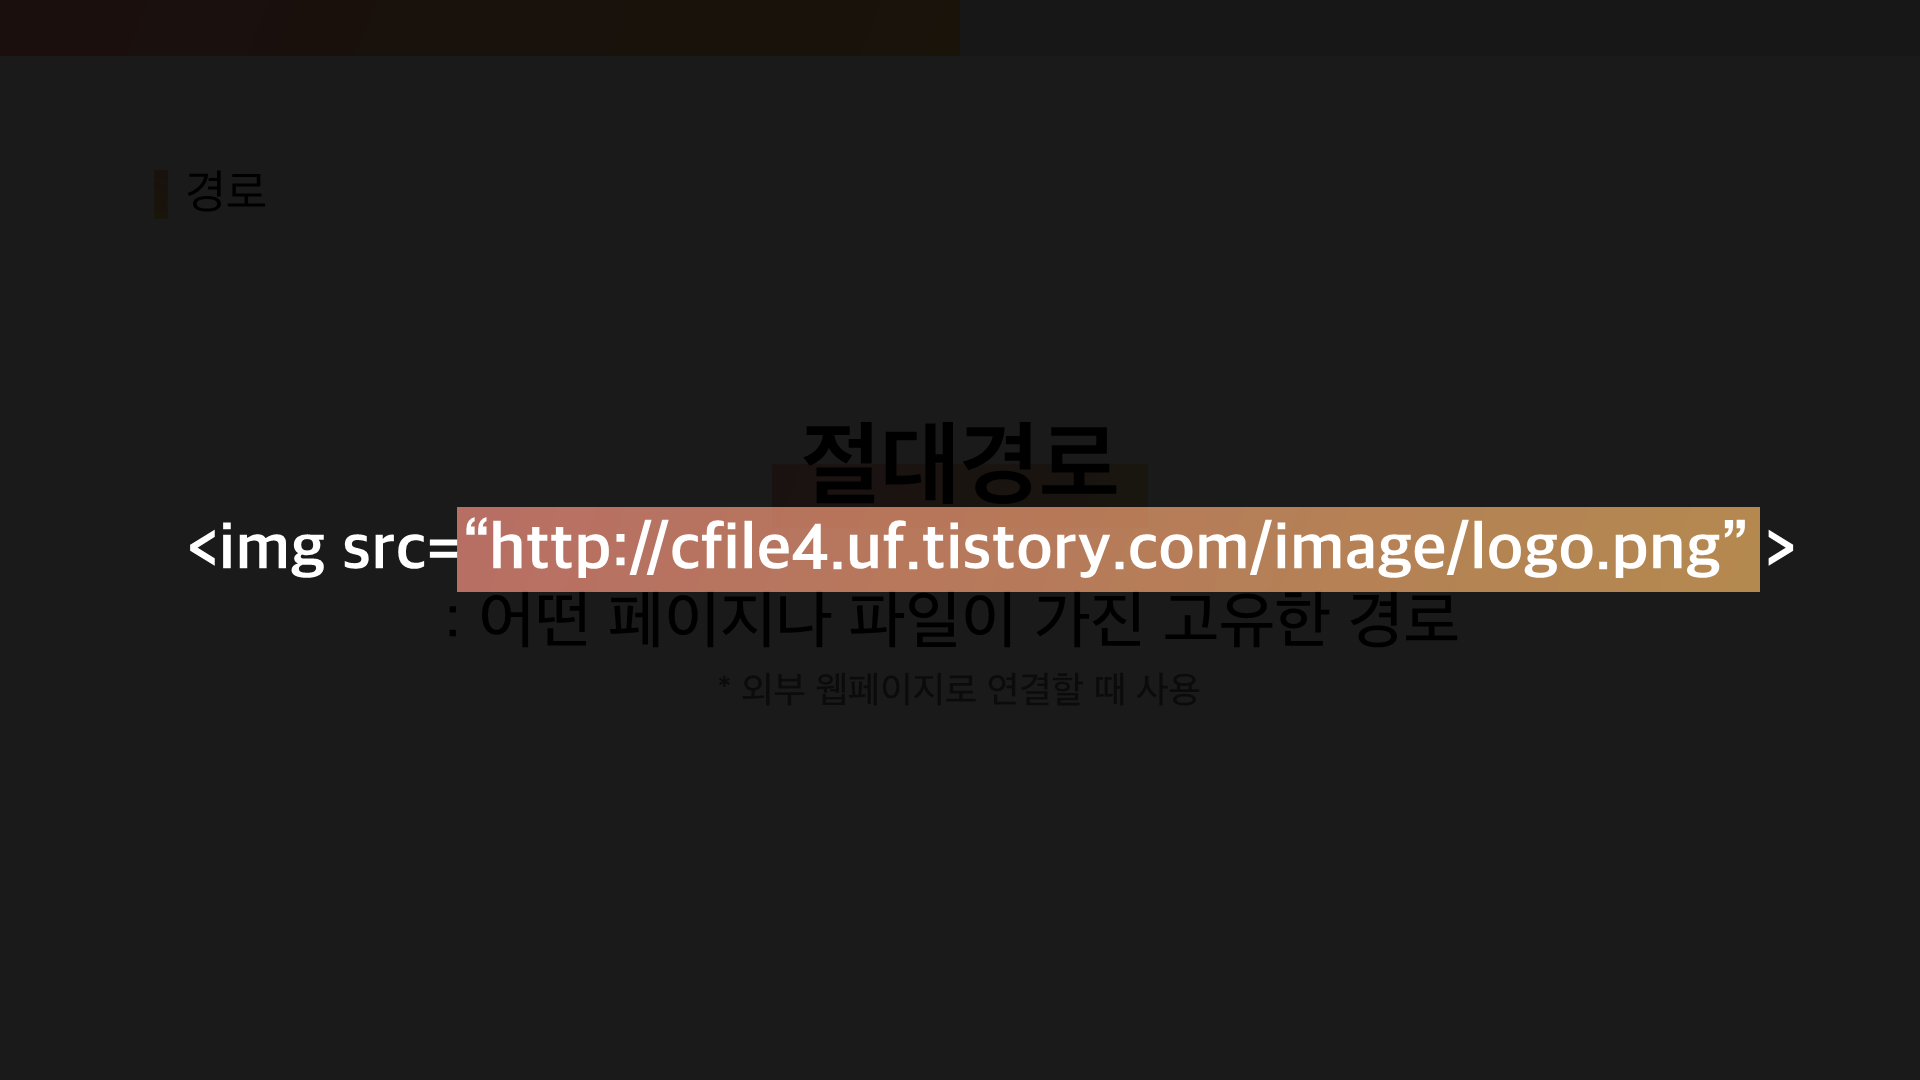 경로
절대경로
<img src=“http://cfile4.uf.tistory.com/image/logo.png” >
: 어떤 페이지나 파일이 가진 고유한 경로
* 외부 웹페이지로 연결할 때 사용